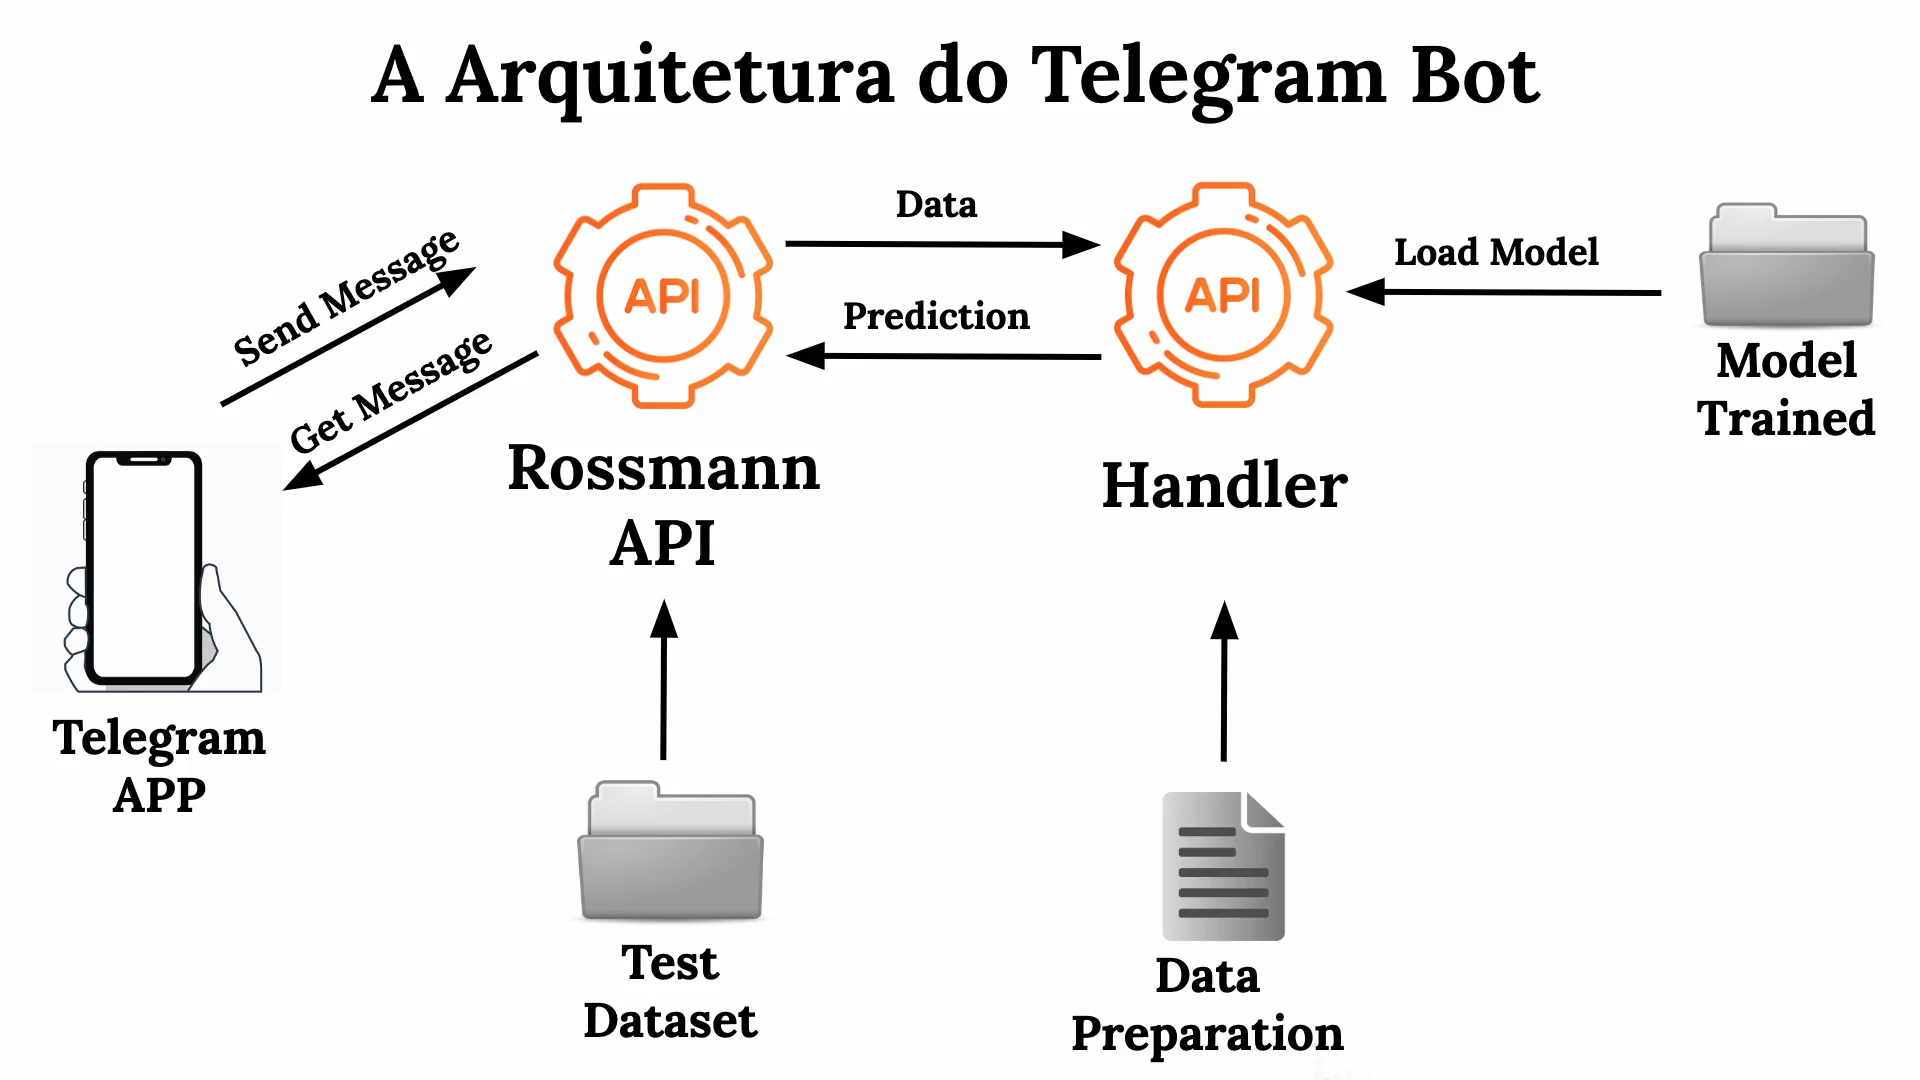 A Arquitetura do Telegram Bot
Send Message
Get Message
API
Data
Prediction
API
Load Model
Model
Trained
Rossmann
API
Handler
Telegram
APP
Test
Dataset
Data
Preparation